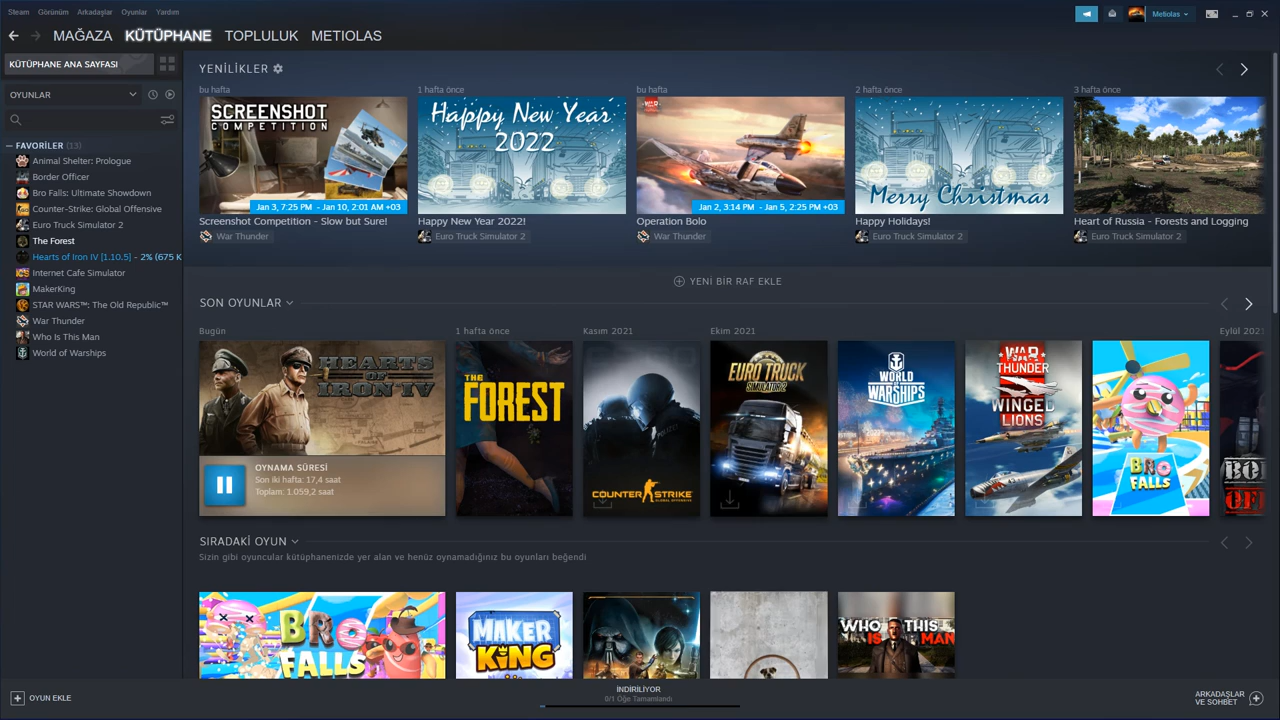 Steam Görünüm Arkadaşlar Oyunlar Yardım
Metiolas
MAĞAZA KÜTÜPHANE TOPLULUK METIOLAS
KÜTÜPHANE ANA SAYFASI
OYUNLAR
FAVORİLER (13)
Animal Shelter: Prologue
Border Officer
Bro Falls: Ultimate Showdown
Counter-Strike: Global Offensive
Euro Truck Simulator 2
The Forest
Hearts of Iron IV [1.10.5] - 2% (675 K
Internet Cafe Simulator
MakerKing
STAR WARS™: The Old Republic™
War Thunder
Who Is This Man
World of Warships
YENİLİKLER
bu hafta
SCREENSHOT
COMPETITION
Jan 3, 7:25 PM - Jan 10, 2:01 AM +03
Screenshot Competition - Slow but Sure!
War Thunder
1 hafta önce
Happy New Year
2022
Happy New Year 2022!
Euro Truck Simulator 2
bu hafta
WAR
Jan 2, 3:14 PM - Jan 5, 2:25 PM +03
Operation Bolo
War Thunder
2 hafta önce
Merry Christmas
Happy Holidays!
Euro Truck Simulator 2
3 hafta önce
Heart of Russia - Forests and Logging
Euro Truck Simulator 2
YENİ BİR RAF EKLE
SON OYUNLAR
Bugün
HEARTS
OF
IRON IV
OYNAMA SÜRESİ
Son iki hafta: 17,4 saat
Toplam: 1.059,2 saat
1 hafta önce
THE
FOREST
Kasım 2021
POLIZEI
COUNTER STRIKE
GLOBAL OFFENSIVE
Ekim 2021
EURO TRUCK
SIMULATOR 2
WORLD
OF
WARSHIPS
WAR
THUNDER
WINGED
LIONS
BRO
FALLS
Eylül 2021
SIRADAKİ OYUN
Sizin gibi oyuncular kütüphanenizde yer alan ve henüz oynamadığınız bu oyunları beğendi
BRO
FALLS
MAKER
KING
WHO THIS
IS MAN
OYUN EKLE
İNDİRİLİYOR
0/1 Öğe Tamamlandı
ARKADAŞLAR
VE SOHBET